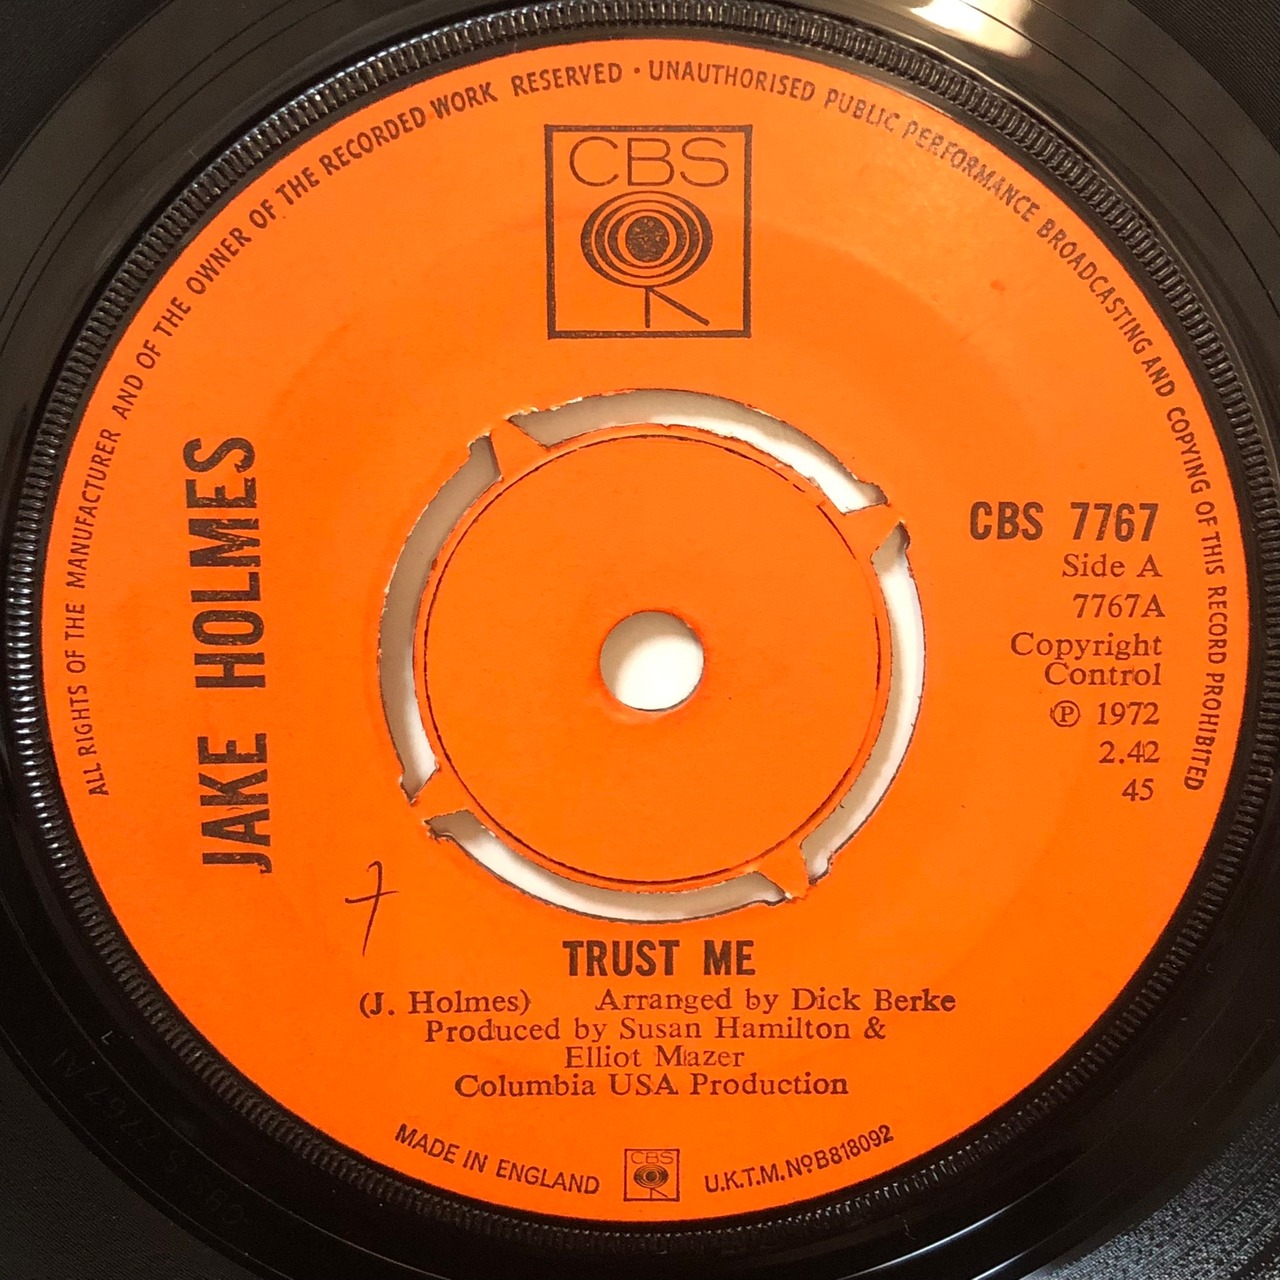 ALL RIGHTS OF THE MANUFACTURER AND OF THE OWNER OF THE RECORDED WORK RESERVED · UNAUTHORISED PUBLIC PERFORMANCE BROADCASTING AND COPYING OF THIS RECORD PROHIBITED
CBS
JAKE HOLMES
CBS 7767
Side A
7767A
Copyright
Control
℗ 1972
2.42
45
7
TRUST ME
(J. Holmes) Arranged by Dick Berke
Produced by Susan Hamilton &
Elliot Mazer
Columbia USA Production
MADE IN ENGLAND
CBS
U.K.T.M. Nº B818092